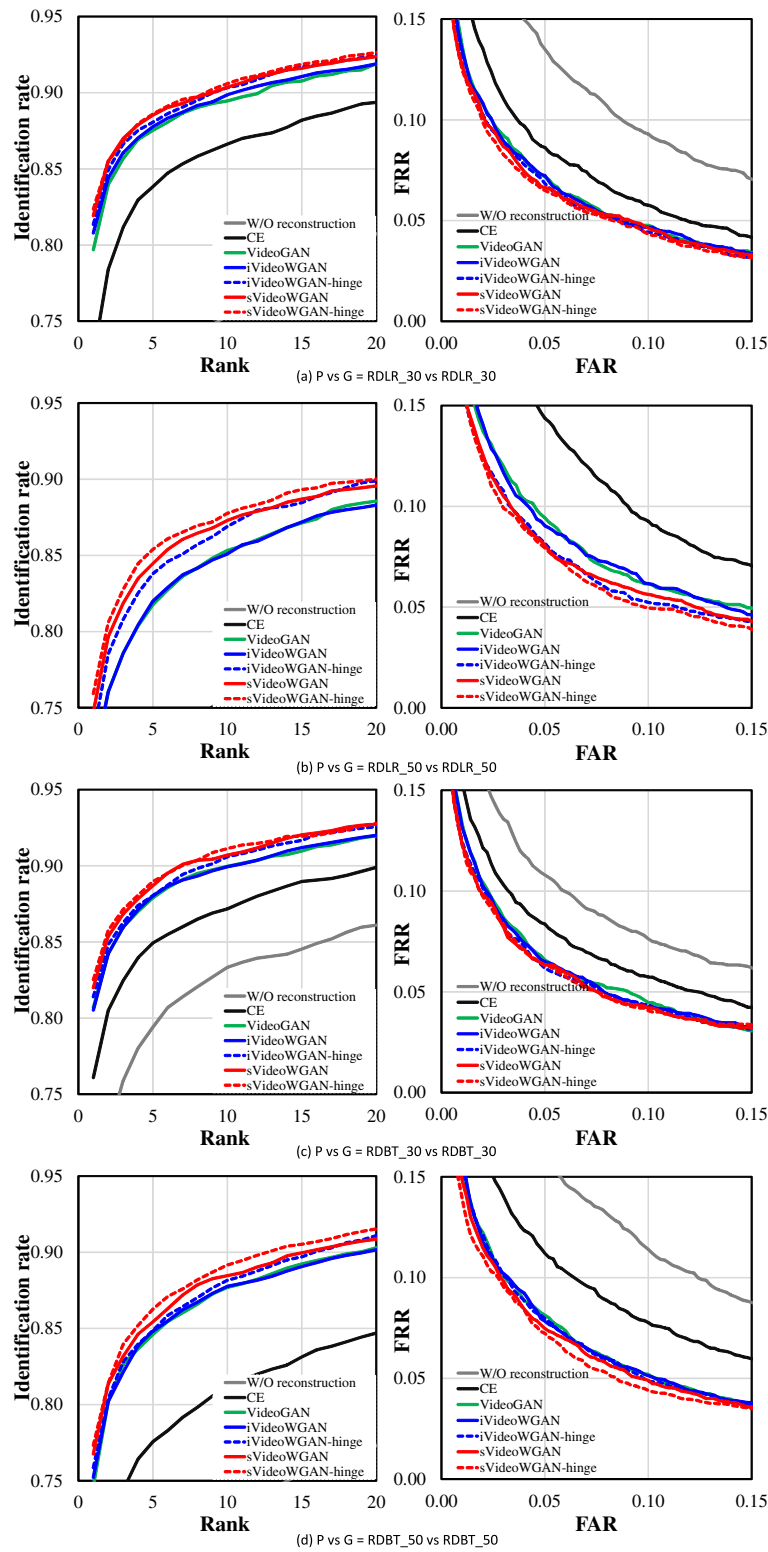 0.95
0.90
0.85
0.80
0.75
Identification rate
0 5 10 15 20
Rank
W/O reconstruction
CE
VideoGAN
iVideoWGAN
iVideoWGAN-hinge
sVideoWGAN
sVideoWGAN-hinge
0.15
0.10
0.05
0.00
FRR
0.00 0.05 0.10 0.15
FAR
W/O reconstruction
CE
VideoGAN
iVideoWGAN
iVideoWGAN-hinge
sVideoWGAN
sVideoWGAN-hinge
(a) P vs G = RDLR_30 vs RDLR_30
0.95
0.90
0.85
0.80
0.75
Identification rate
0 5 10 15 20
Rank
W/O reconstruction
CE
VideoGAN
iVideoWGAN
iVideoWGAN-hinge
sVideoWGAN
sVideoWGAN-hinge
0.15
0.10
0.05
0.00
FRR
0.00 0.05 0.10 0.15
FAR
W/O reconstruction
CE
VideoGAN
iVideoWGAN
iVideoWGAN-hinge
sVideoWGAN
sVideoWGAN-hinge
(b) P vs G = RDLR_50 vs RDLR_50
0.95
0.90
0.85
0.80
0.75
Identification rate
0 5 10 15 20
Rank
W/O reconstruction
CE
VideoGAN
iVideoWGAN
iVideoWGAN-hinge
sVideoWGAN
sVideoWGAN-hinge
0.15
0.10
0.05
0.00
FRR
0.00 0.05 0.10 0.15
FAR
W/O reconstruction
CE
VideoGAN
iVideoWGAN
iVideoWGAN-hinge
sVideoWGAN
sVideoWGAN-hinge
(c) P vs G = RDBT_30 vs RDBT_30
0.95
0.90
0.85
0.80
0.75
Identification rate
0 5 10 15 20
Rank
W/O reconstruction
CE
VideoGAN
iVideoWGAN
iVideoWGAN-hinge
sVideoWGAN
sVideoWGAN-hinge
0.15
0.10
0.05
0.00
FRR
0.00 0.05 0.10 0.15
FAR
W/O reconstruction
CE
VideoGAN
iVideoWGAN
iVideoWGAN-hinge
sVideoWGAN
sVideoWGAN-hinge
(d) P vs G = RDBT_50 vs RDBT_50